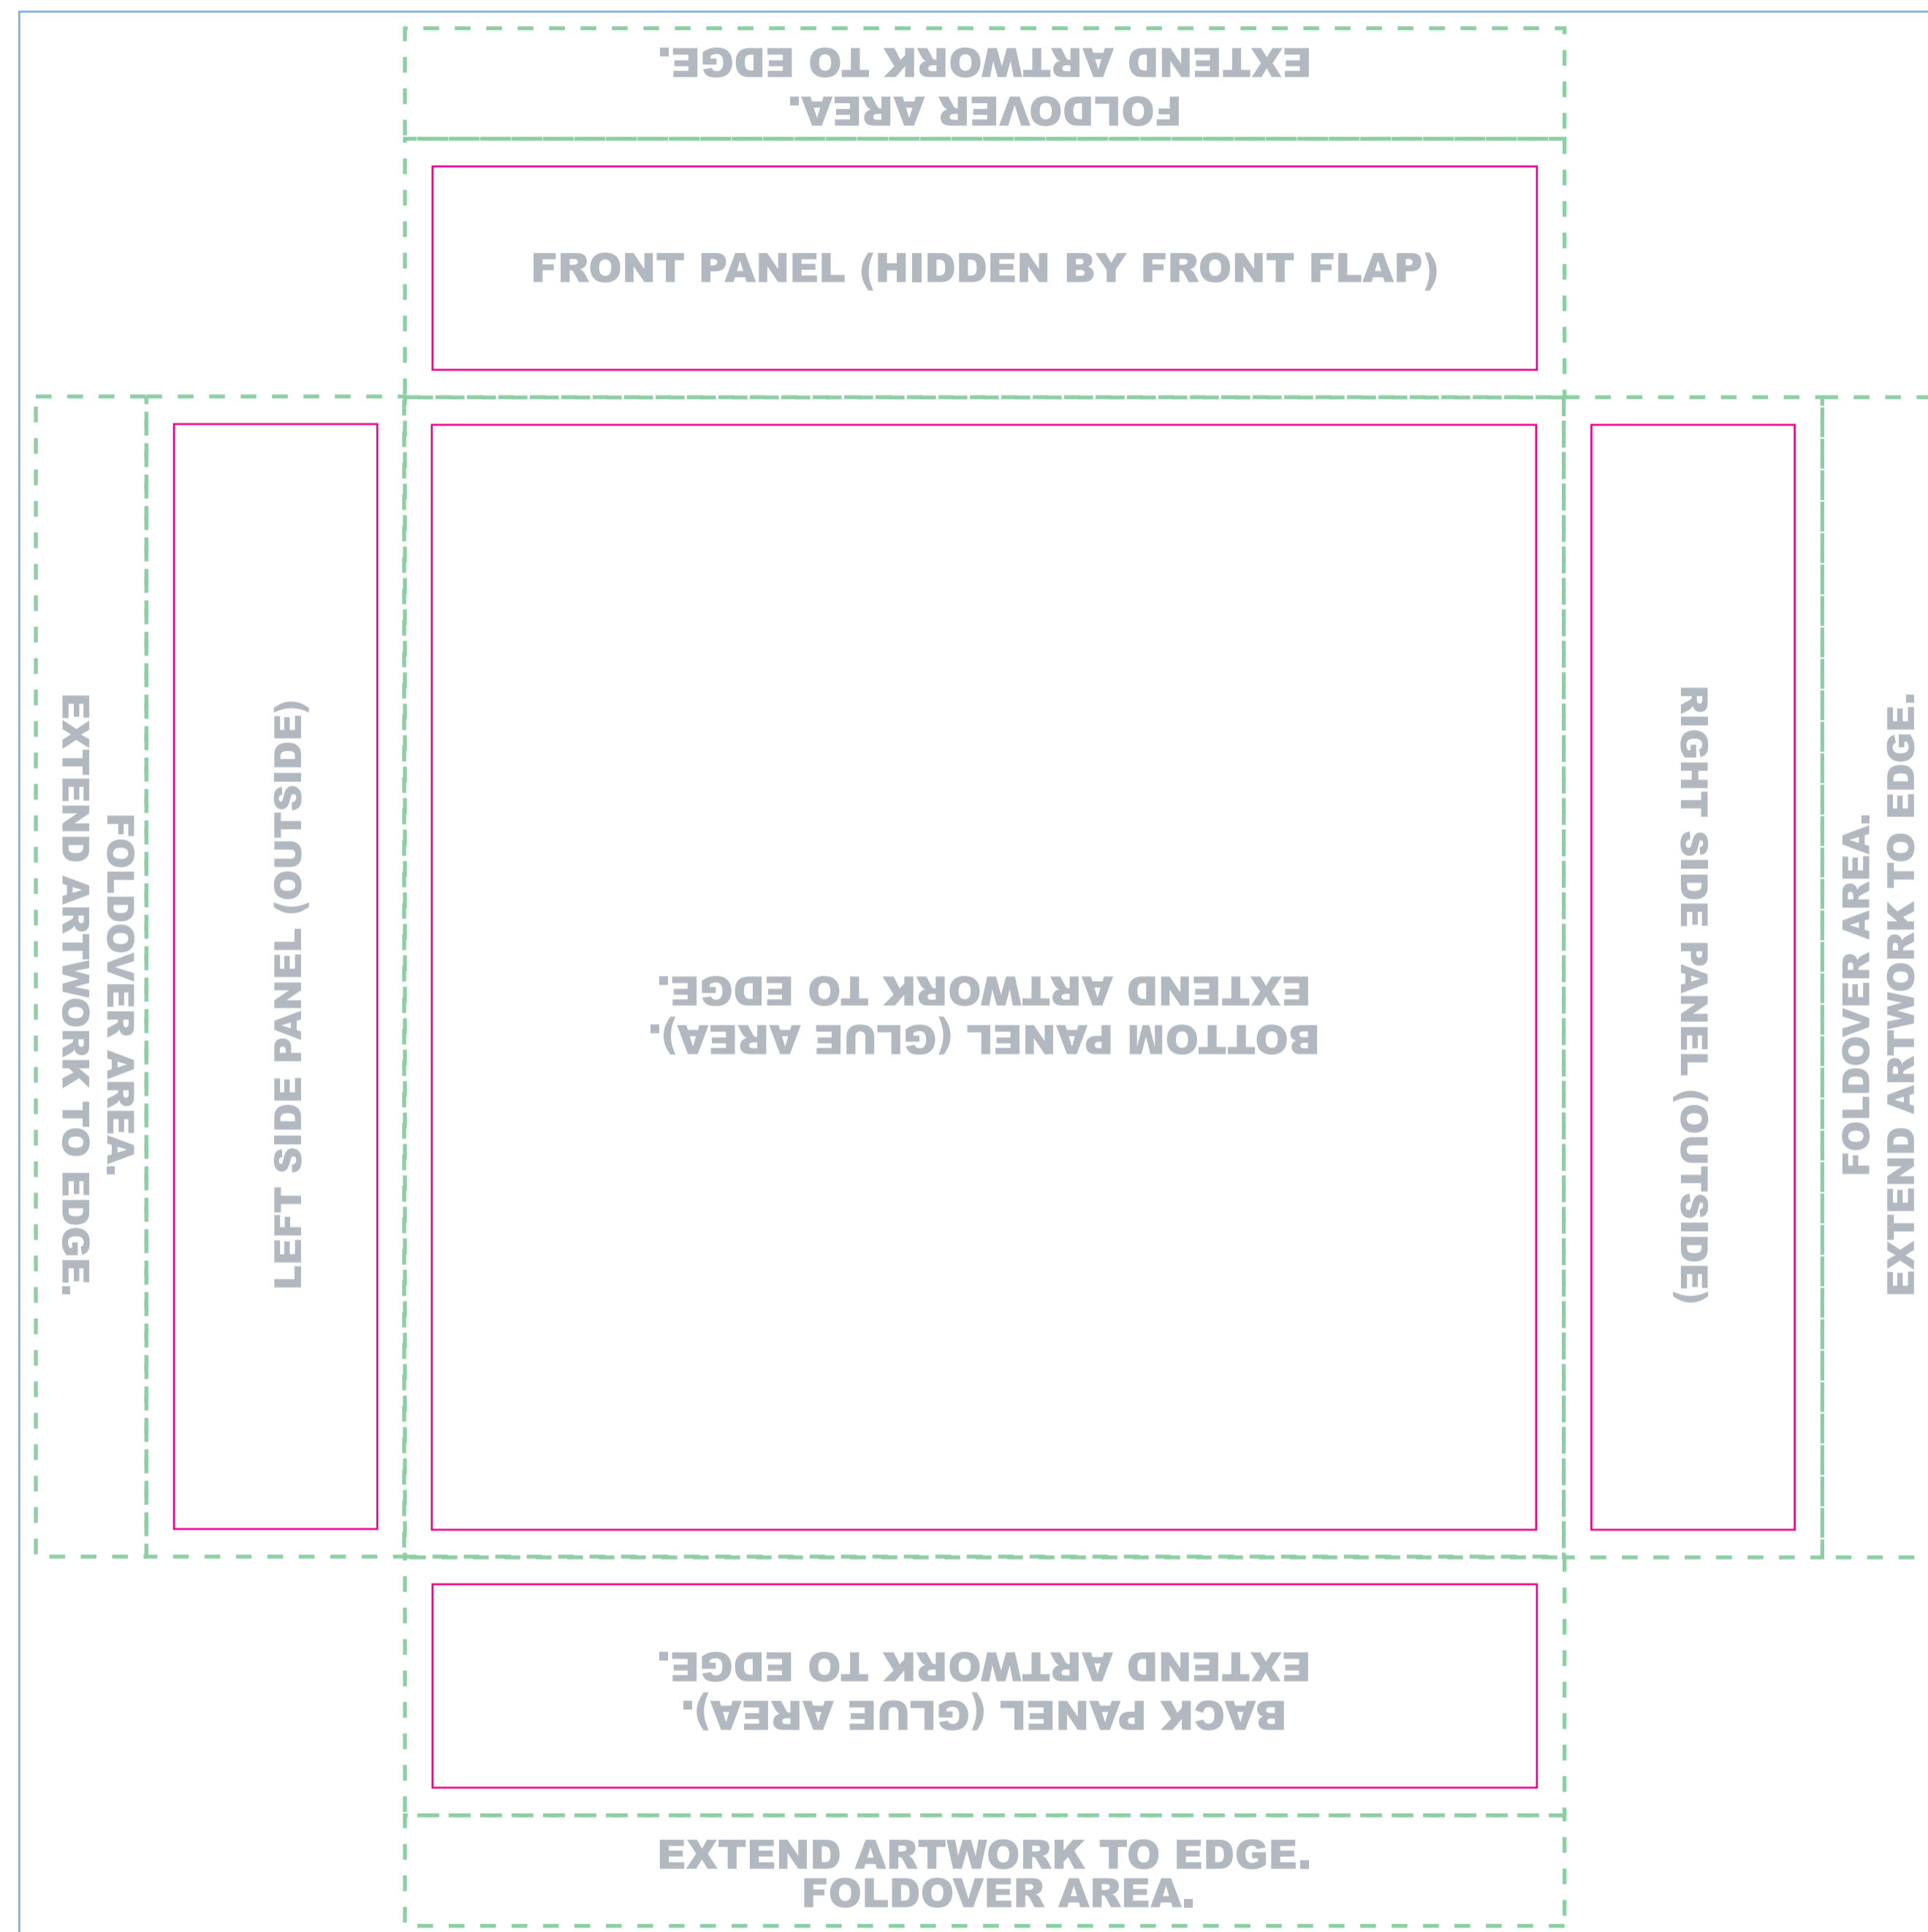 EXTEND ARTWORK TO EDGE.
FOLDOVER AREA.
FRONT PANEL (HIDDEN BY FRONT FLAP)
EXTEND ARTWORK TO EDGE.
FOLDOVER AREA.
LEFT SIDE PANEL (OUTSIDE)
BOTTOM PANEL (GLUE AREA).
EXTEND ARTWORK TO EDGE.
RIGHT SIDE PANEL (OUTSIDE)
FOLDOVER AREA.
EXTEND ARTWORK TO EDGE.
BACK PANEL (GLUE AREA).
EXTEND ARTWORK TO EDGE.
EXTEND ARTWORK TO EDGE.
FOLDOVER AREA.